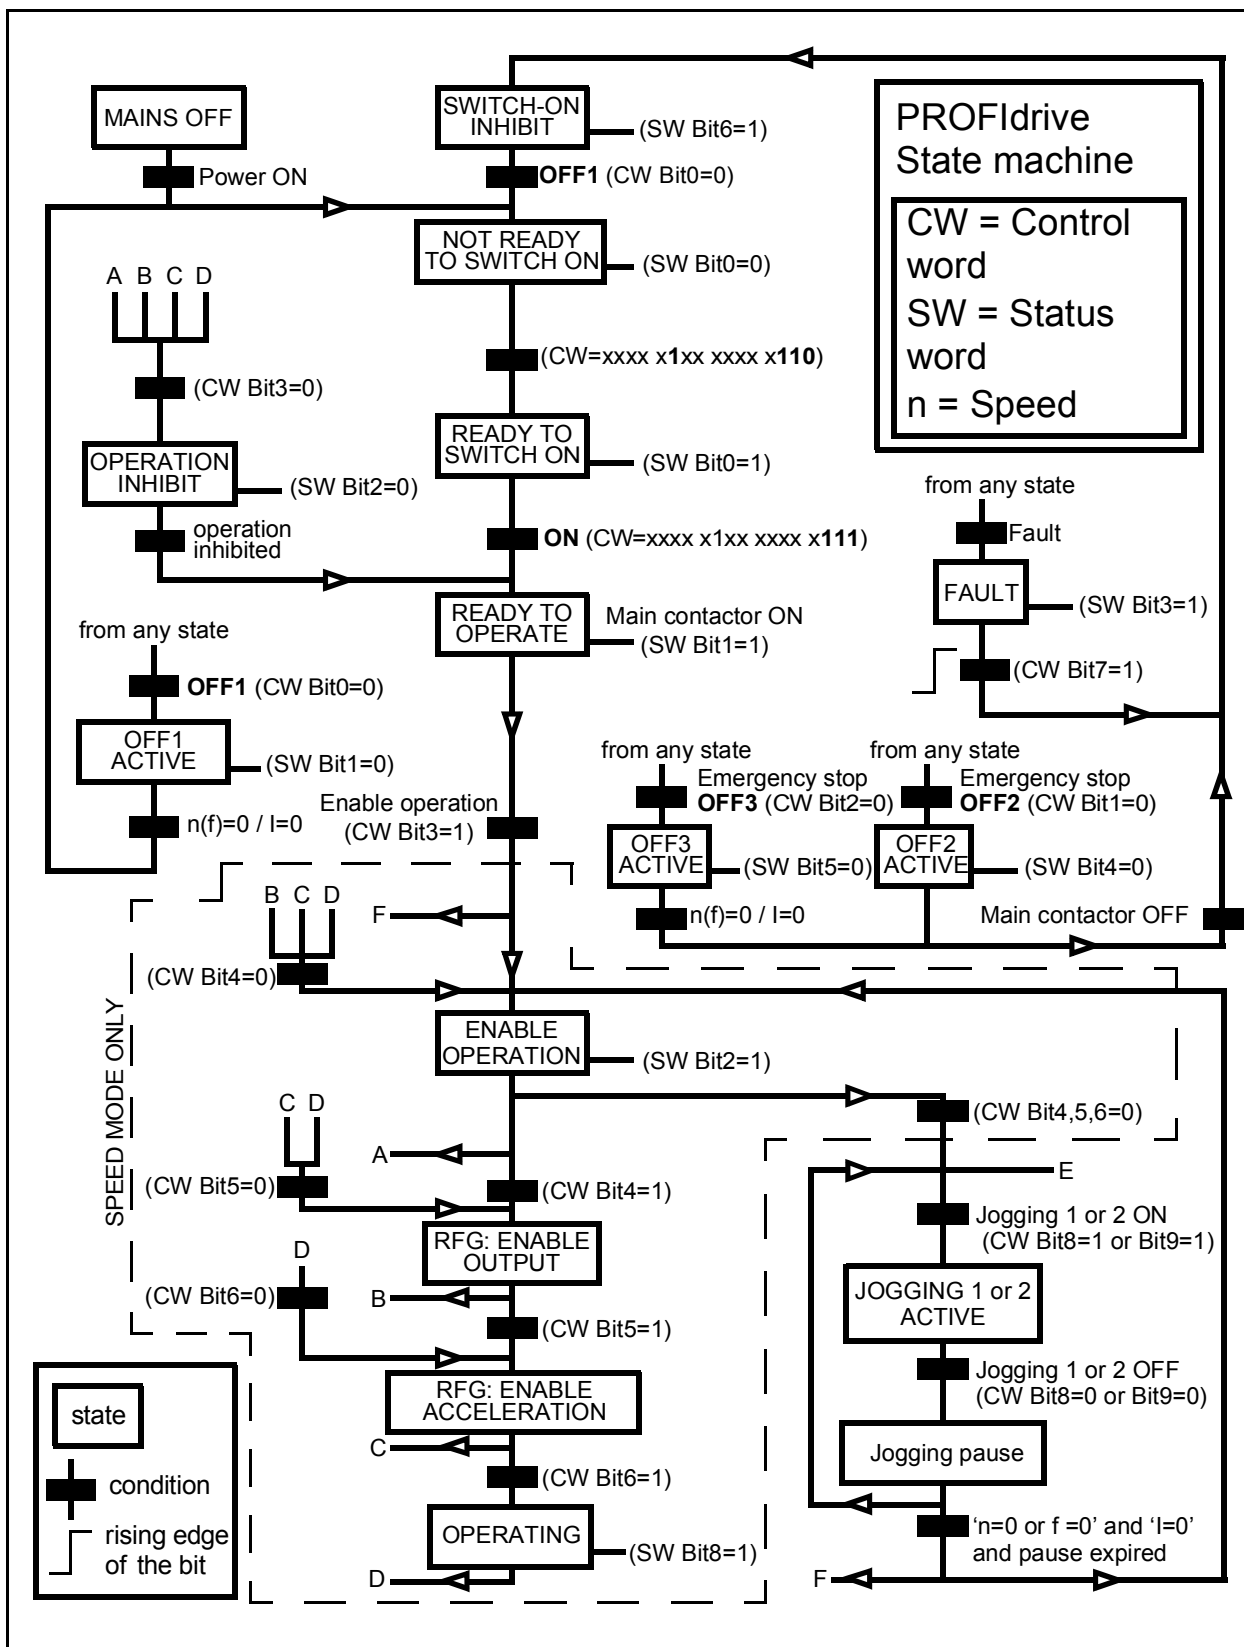 MAINS OFF
Power ON
SWITCH-ON
INHIBIT
(SW Bit6=1)
OFF1 (CW Bit0=0)
NOT READY
TO SWITCH ON
(SW Bit0=0)
(CW=xxxx x1xx xxxx x110)
READY TO
SWITCH ON
(SW Bit0=1)
ON (CW=xxxx x1xx xxxx x111)
READY TO
OPERATE
Main contactor ON
(SW Bit1=1)
PROFIdrive
State machine
CW = Control
word
SW = Status
word
n = Speed
A B C D
(CW Bit3=0)
OPERATION
INHIBIT
(SW Bit2=0)
operation
inhibited
from any state
OFF1 (CW Bit0=0)
OFF1
ACTIVE
(SW Bit1=0)
n(f)=0 / I=0
Enable operation
(CW Bit3=1)
from any state
Fault
FAULT
(SW Bit3=1)
(CW Bit7=1)
from any state
Emergency stop
OFF3 (CW Bit2=0)
OFF3
ACTIVE
(SW Bit5=0)
n(f)=0 / I=0
from any state
Emergency stop
OFF2 (CW Bit1=0)
OFF2
ACTIVE
(SW Bit4=0)
Main contactor OFF
SPEED MODE ONLY
B C D
F
(CW Bit4=0)
ENABLE
OPERATION
(SW Bit2=1)
C D
A
(CW Bit5=0)
(CW Bit4=1)
RFG: ENABLE
OUTPUT
D
(CW Bit6=0)
B
(CW Bit5=1)
RFG: ENABLE
ACCELERATION
C
(CW Bit6=1)
OPERATING
(SW Bit8=1)
D
(CW Bit4,5,6=0)
E
Jogging 1 or 2 ON
(CW Bit8=1 or Bit9=1)
JOGGING 1 or 2
ACTIVE
Jogging 1 or 2 OFF
(CW Bit8=0 or Bit9=0)
Jogging pause
‘n=0 or f =0’ and ‘I=0’
and pause expired
F
state
condition
rising edge
of the bit